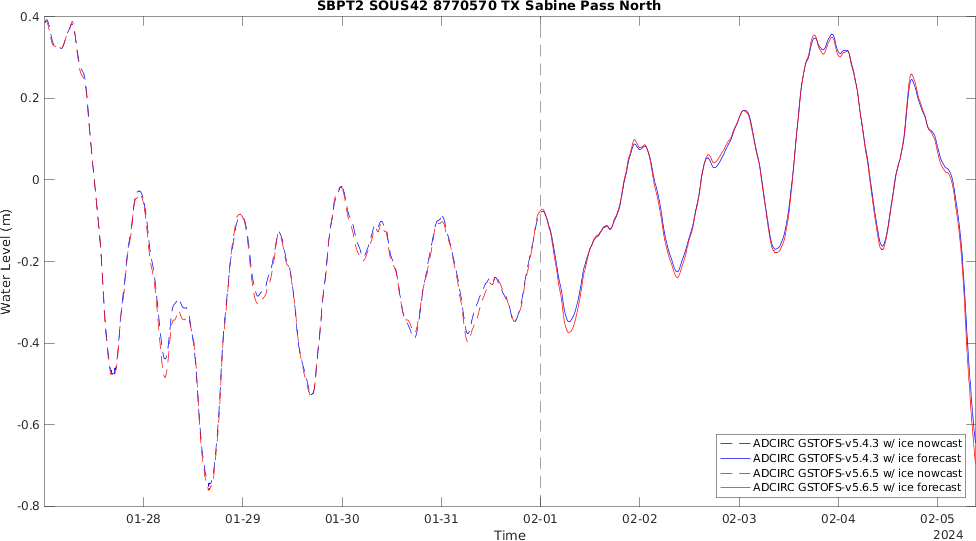 SBPT2 SOUS42 8770570 TX Sabine Pass North
Water Level (m)
0.4
0.2
0
-0.2
-0.4
-0.6
-0.8
ADCIRC GSTOFS-v5.4.3 w/ ice nowcast
ADCIRC GSTOFS-v5.4.3 w/ ice forecast
ADCIRC GSTOFS-v5.6.5 w/ ice nowcast
ADCIRC GSTOFS-v5.6.5 w/ ice forecast
01-28 01-29 01-30 01-31 02-01 02-02 02-03 02-04 02-05
Time
2024